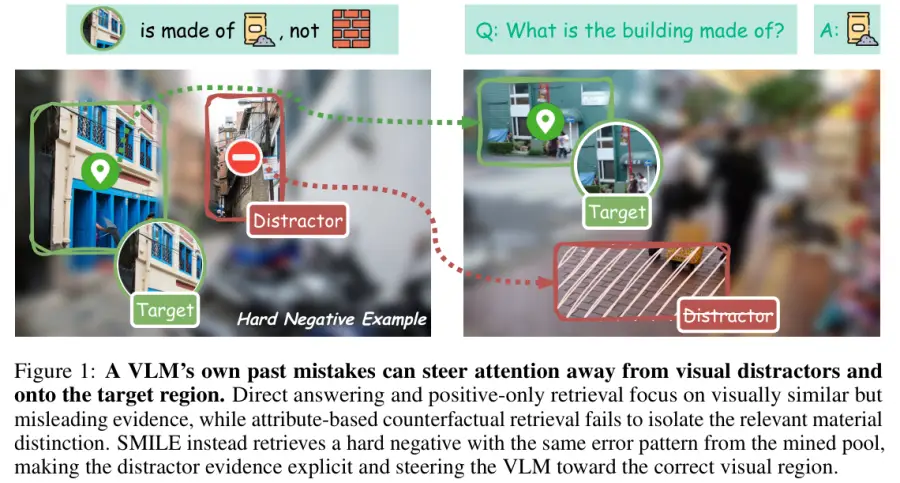 is made of , not
Q: What is the building made of?
A:
Distractor
Target
Hard Negative Example
Target
Distractor
Figure 1: A VLM’s own past mistakes can steer attention away from visual distractors and
onto the target region. Direct answering and positive-only retrieval focus on visually similar but
misleading evidence, while attribute-based counterfactual retrieval fails to isolate the relevant material
distinction. SMILE instead retrieves a hard negative with the same error pattern from the mined pool,
making the distractor evidence explicit and steering the VLM toward the correct visual region.